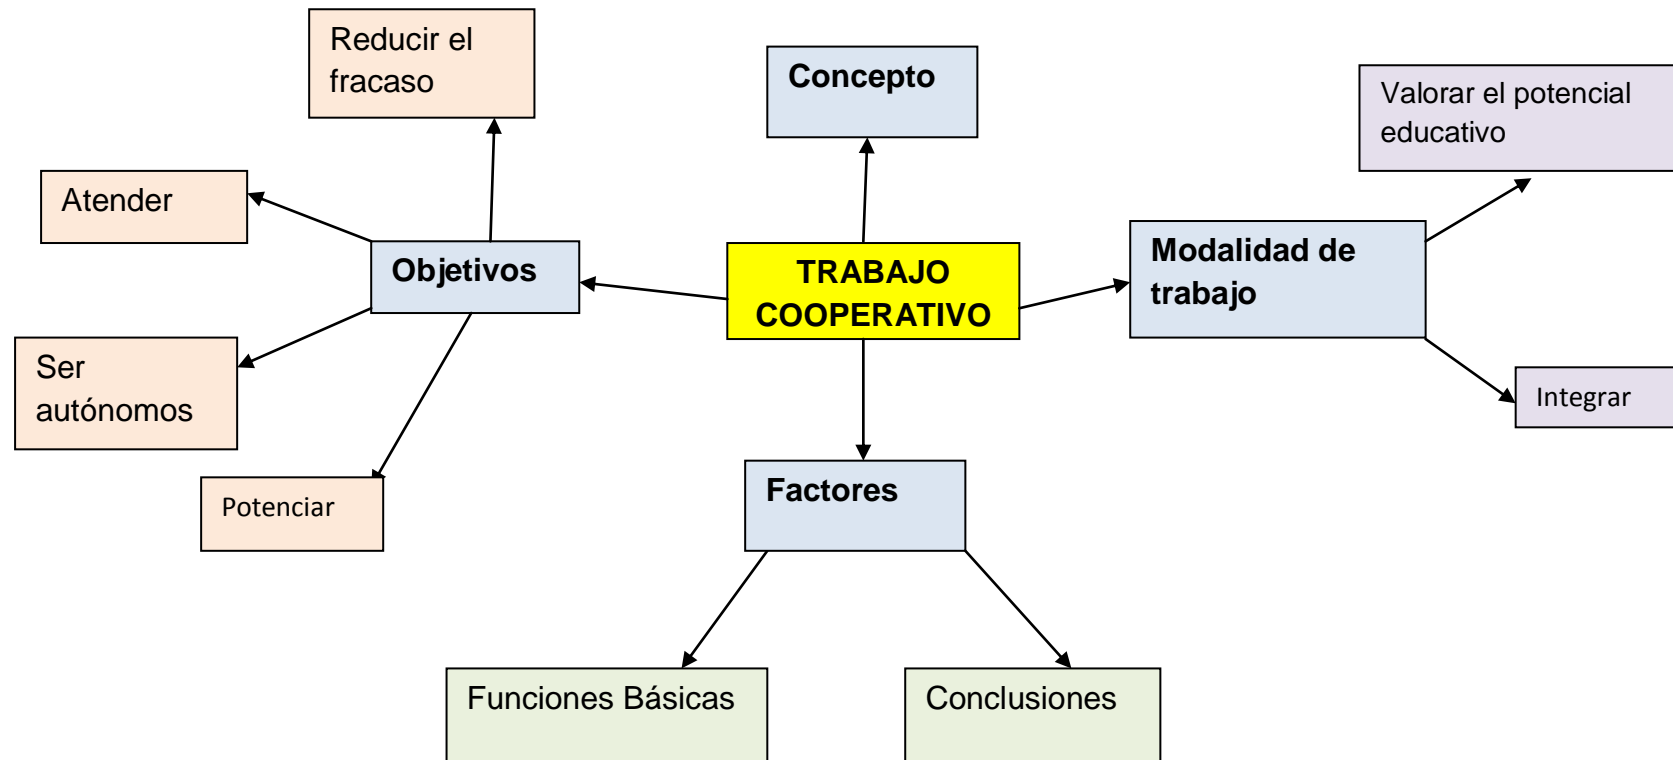 Reducir el
fracaso
Concepto
Valorar el potencial
educativo
Atender
Objetivos
TRABAJO
COOPERATIVO
Modalidad de
trabajo
Ser
autónomos
Integrar
Potenciar
Factores
Funciones Básicas
Conclusiones